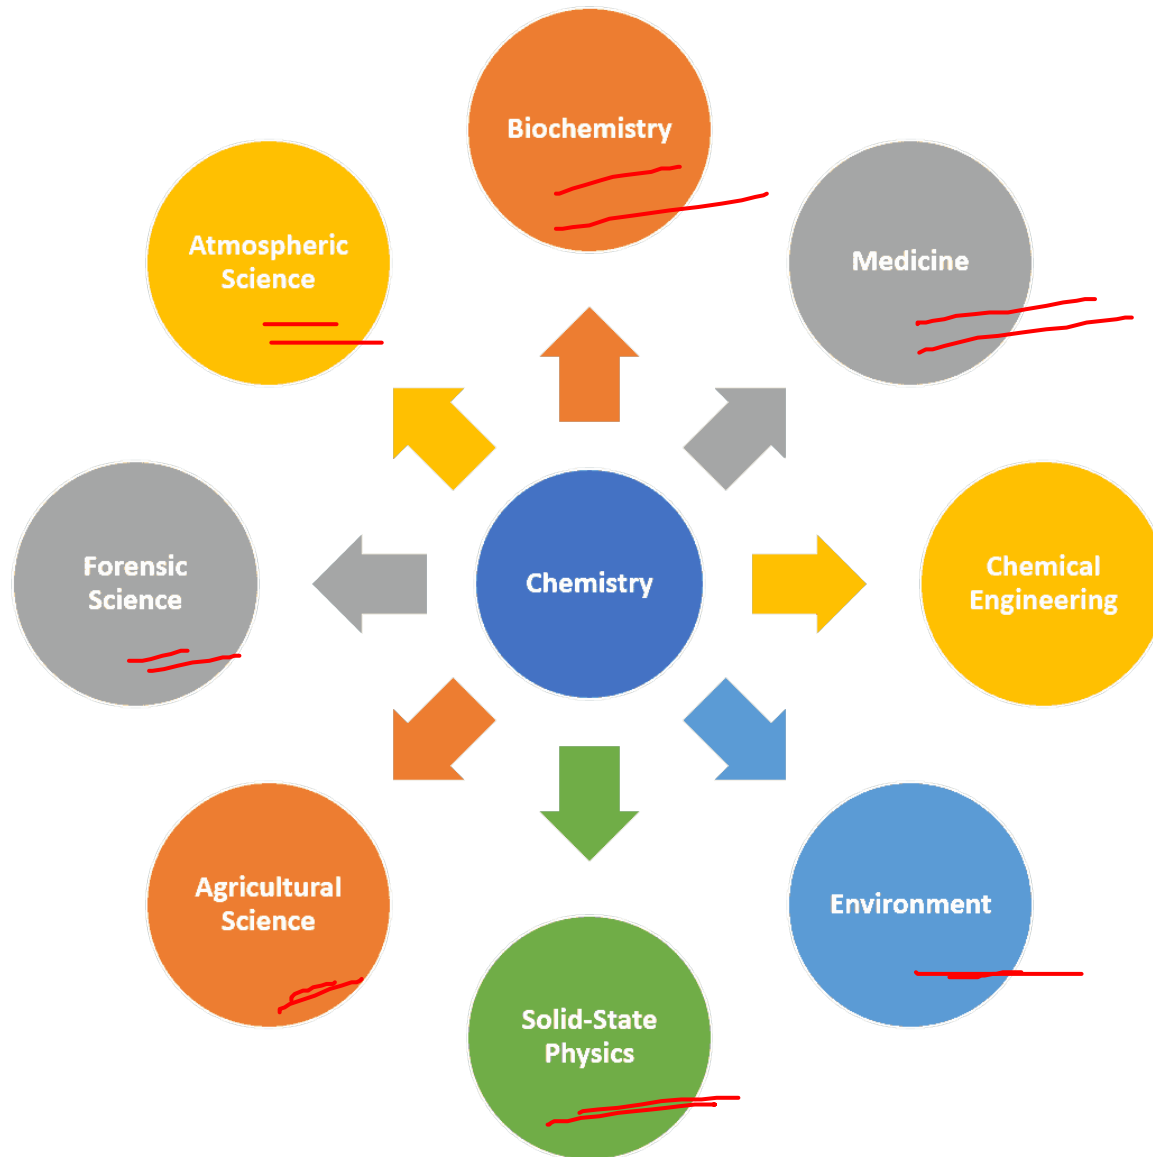 Biochemistry
Atmospheric
Science
Medicine
Forensic
Science
Chemistry
Chemical
Engineering
Agricultural
Science
Environment
Solid-State
Physics